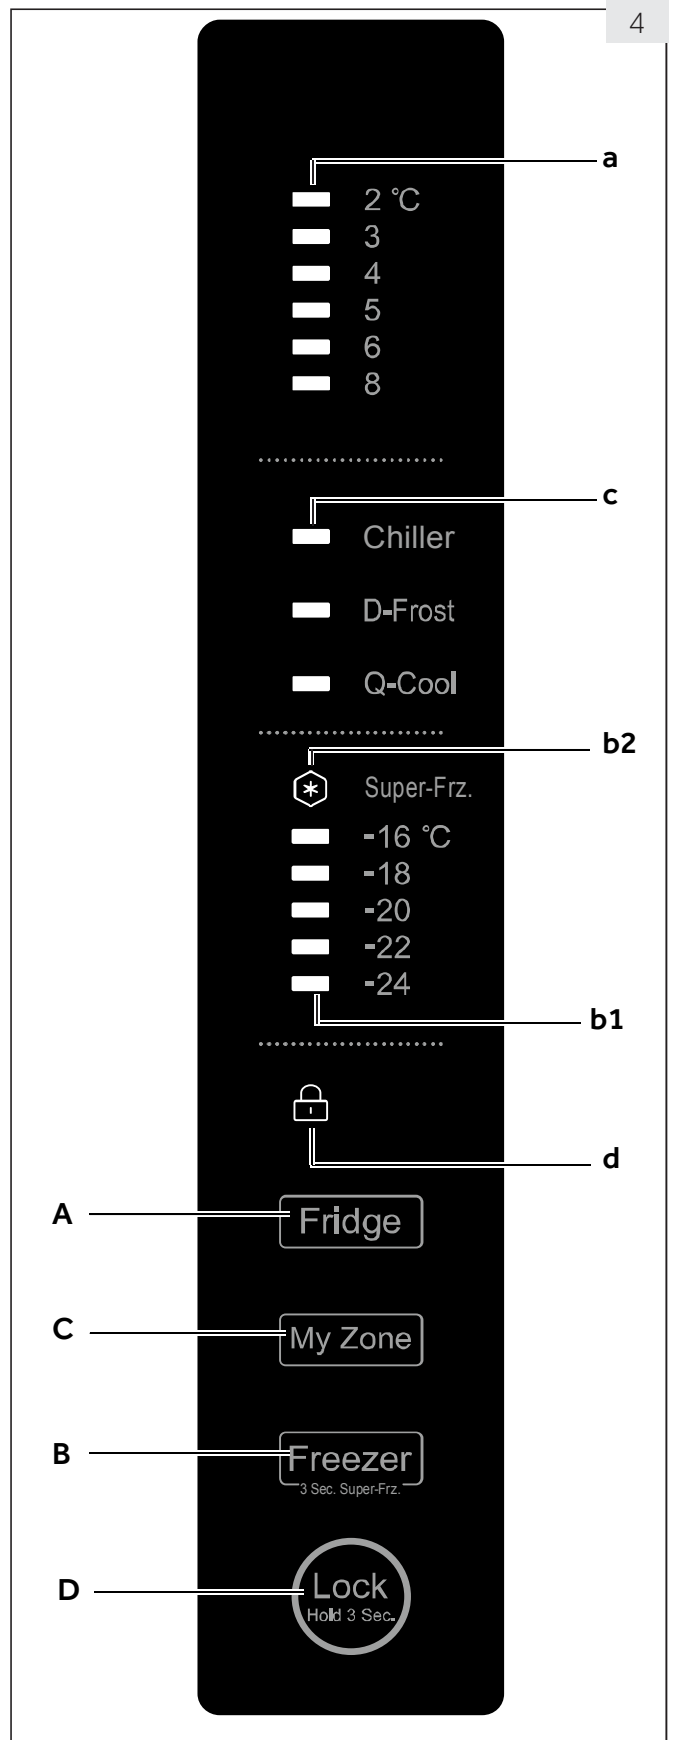 4
a
2 °C
3
4
5
6
8
c
Chiller
D-Frost
Q-Cool
b2
Super-Frz.
-16 °C
-18
-20
-22
-24
b1
d
A
Fridge
C
My Zone
B
Freezer
3 Sec. Super-Frz.
D
Lock
Hold 3 Sec.